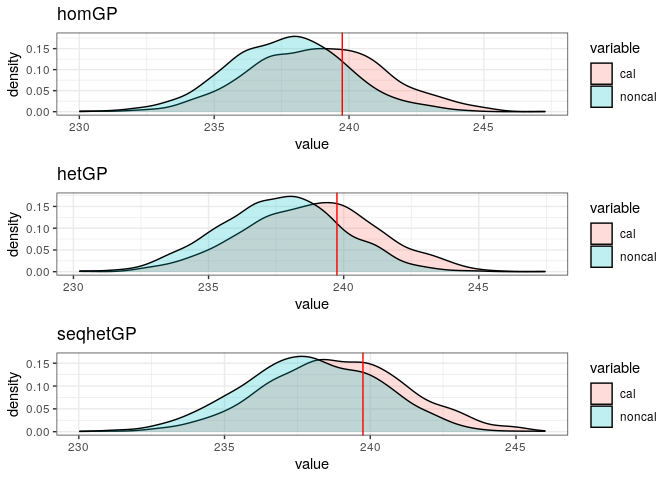 homGP
density
0.15
0.10
0.05
0.00
230
235
240
245
value
variable
cal
noncal
hetGP
density
0.15
0.10
0.05
0.00
230
235
240
245
value
variable
cal
noncal
seqhetGP
density
0.15
0.10
0.05
0.00
230
235
240
245
value
variable
cal
noncal